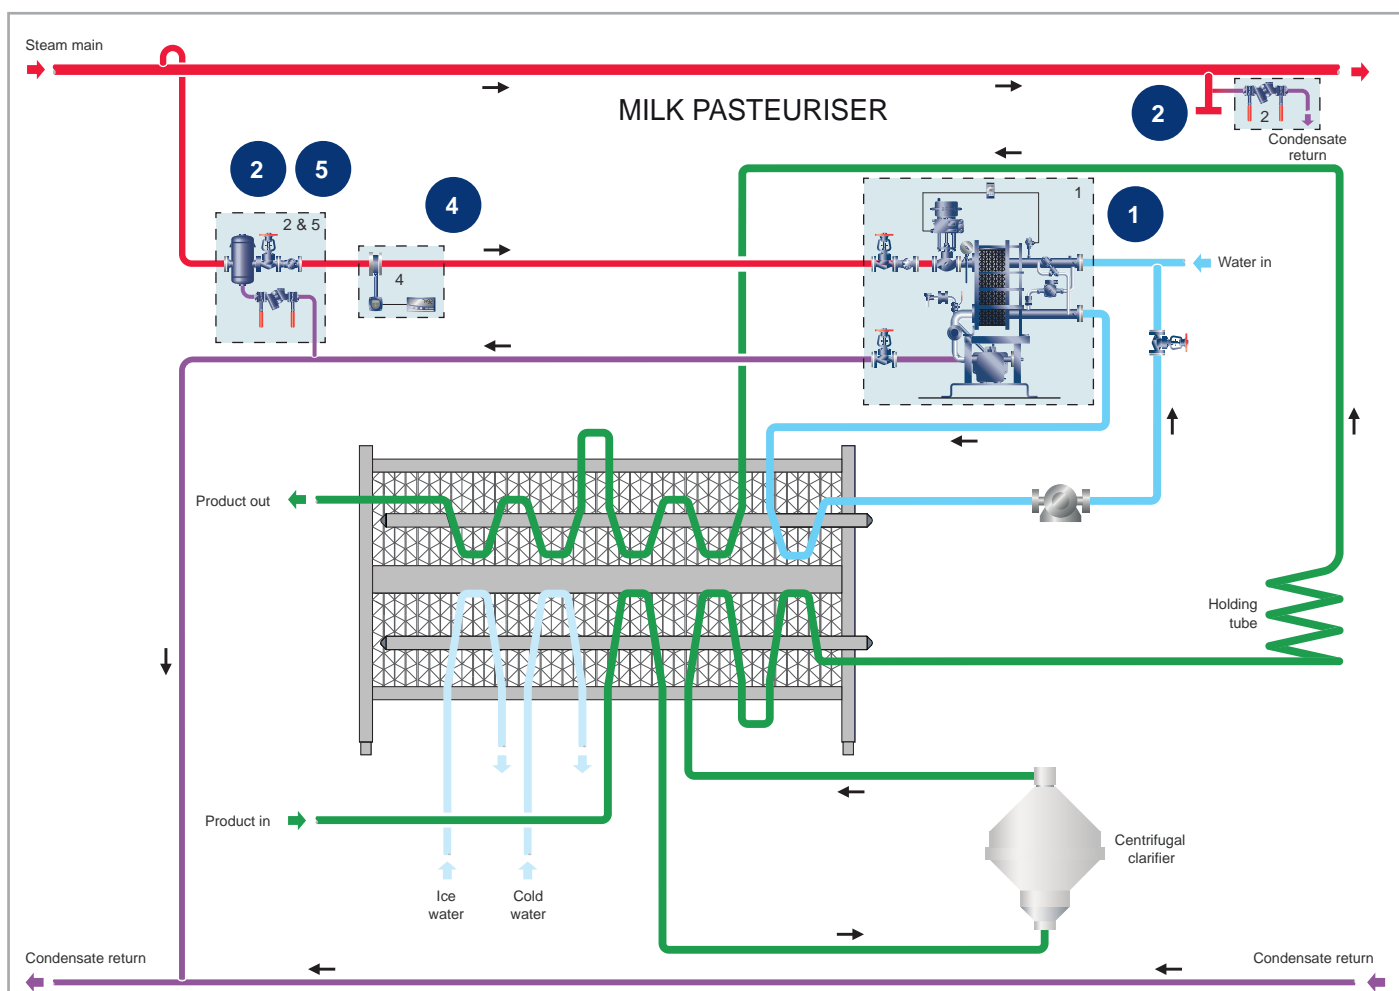 Steam main
MILK PASTEURISER
2
2
Condensate
return
2
5
2 & 5
4
4
1
1
Water in
Product out
Holding
tube
Product in
Centrifugal
clarifier
Ice
water
Cold
water
Condensate return
Condensate return